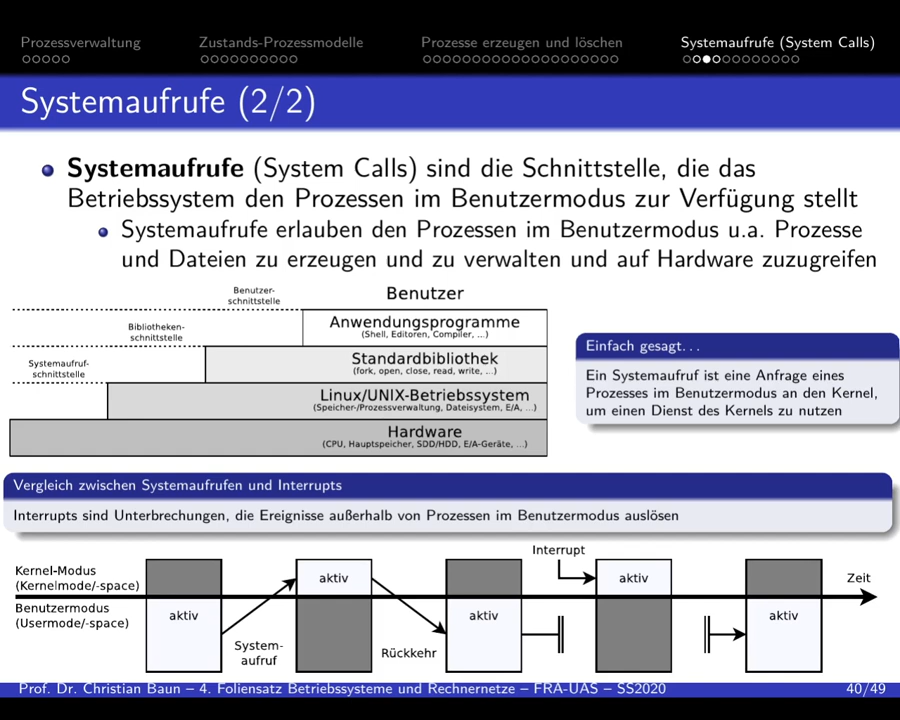 Prozessverwaltung
Zustands-Prozessmodelle
Prozesse erzeugen und löschen
Systemaufrufe (System Calls)
Systemaufrufe (2/2)
Systemaufrufe (System Calls) sind die Schnittstelle, die das
Betriebssystem den Prozessen im Benutzermodus zur Verfügung stellt
Systemaufrufe erlauben den Prozessen im Benutzermodus u.a. Prozesse
und Dateien zu erzeugen und zu verwalten und auf Hardware zuzugreifen
Benutzer-
schnittstelle
Benutzer
Bibliotheken-
schnittstelle
Anwendungsprogramme
(Shell, Editoren, Compiler, ...)
Systemaufruf-
schnittstelle
Standardbibliothek
(fork, open, close, read, write, ...)
Linux/UNIX-Betriebssystem
(Speicher-/Prozessverwaltung, Dateisystem, E/A, ...)
Hardware
(CPU, Hauptspeicher, SDD/HDD, E/A-Geräte, ...)
Einfach gesagt...
Ein Systemaufruf ist eine Anfrage eines
Prozesses im Benutzermodus an den Kernel,
um einen Dienst des Kernels zu nutzen
Vergleich zwischen Systemaufrufen und Interrupts
Interrupts sind Unterbrechungen, die Ereignisse außerhalb von Prozessen im Benutzermodus auslösen
Kernel-Modus
(Kernelmode/-space)
Benutzermodus
(Usermode/-space)
aktiv
System-
aufruf
aktiv
Rückkehr
aktiv
Interrupt
aktiv
aktiv
Zeit
Prof. Dr. Christian Baun – 4. Foliensatz Betriebssysteme und Rechnernetze – FRA-UAS – SS2020
40/49